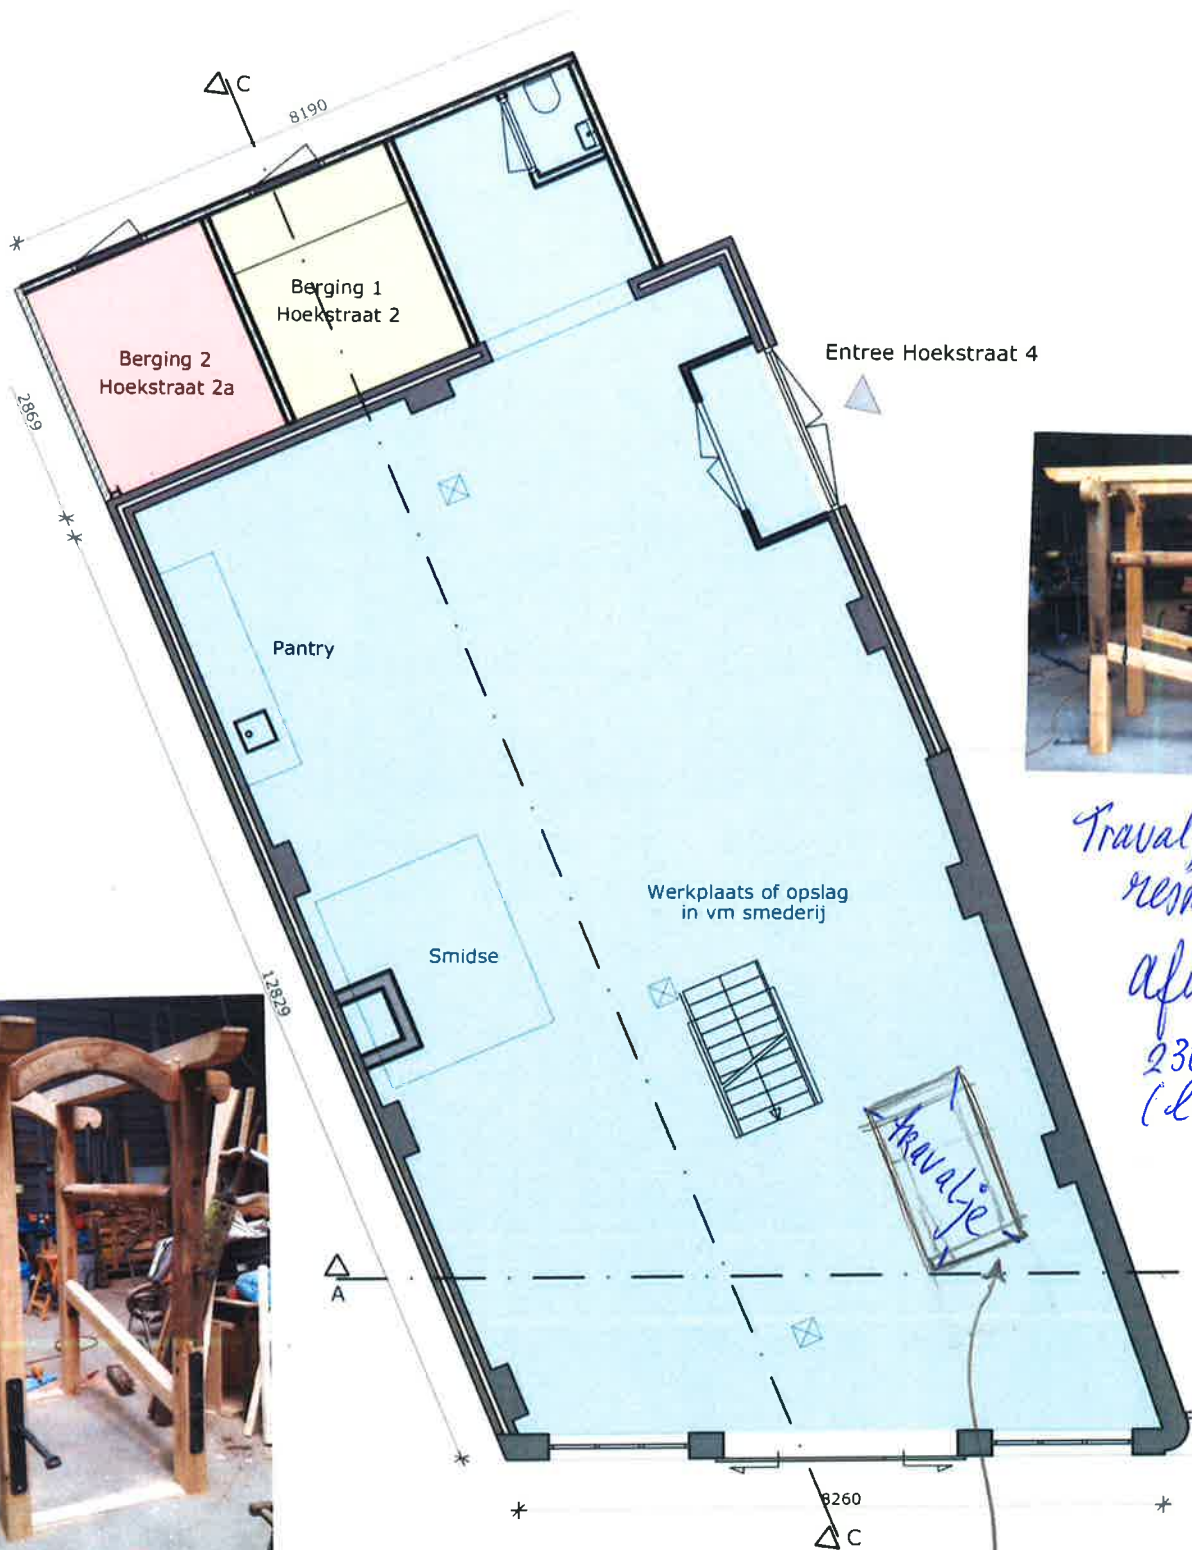 C
8190
Berging 1
Hoekstraat 2
Berging 2
Hoekstraat 2a
Entree Hoekstraat 4
2869
Pantry
Werkplaats of opslag
in vm smederij
Smidse
12829
travalje
A
8260
C